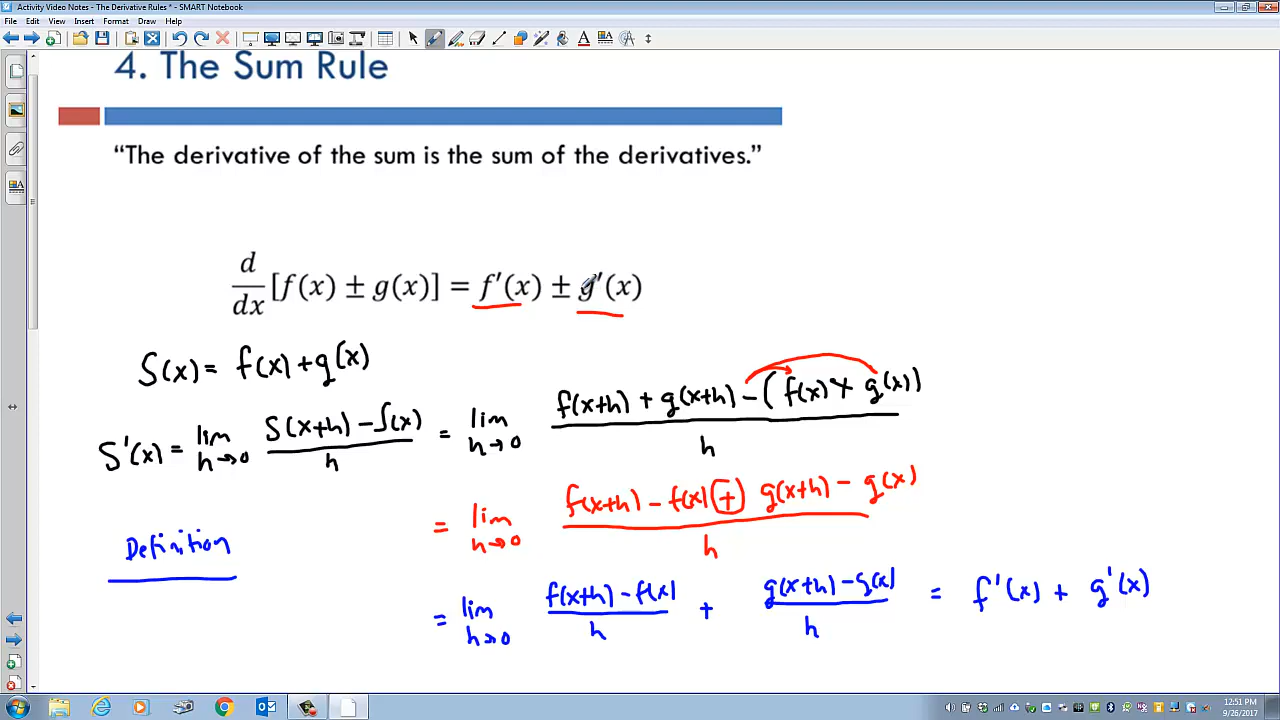 Activity Video Notes - The Derivative Rules * - SMART Notebook
File Edit View Insert Format Draw Help
4. The Sum Rule
“The derivative of the sum is the sum of the derivatives.”
d/dx [f(x) ± g(x)] = f′(x) ± g′(x)
S(x) = f(x) + g(x)
S'(x) = lim h→0 (S(x+h) - S(x))/h = lim h→0 (f(x+h) + g(x+h) - (f(x) + g(x)))/h
= lim h→0 (f(x+h) - f(x) + g(x+h) - g(x))/h
Definition
= lim h→0 (f(x+h) - f(x))/h + (g(x+h) - g(x))/h = f'(x) + g'(x)
12:51 PM
9/26/2017